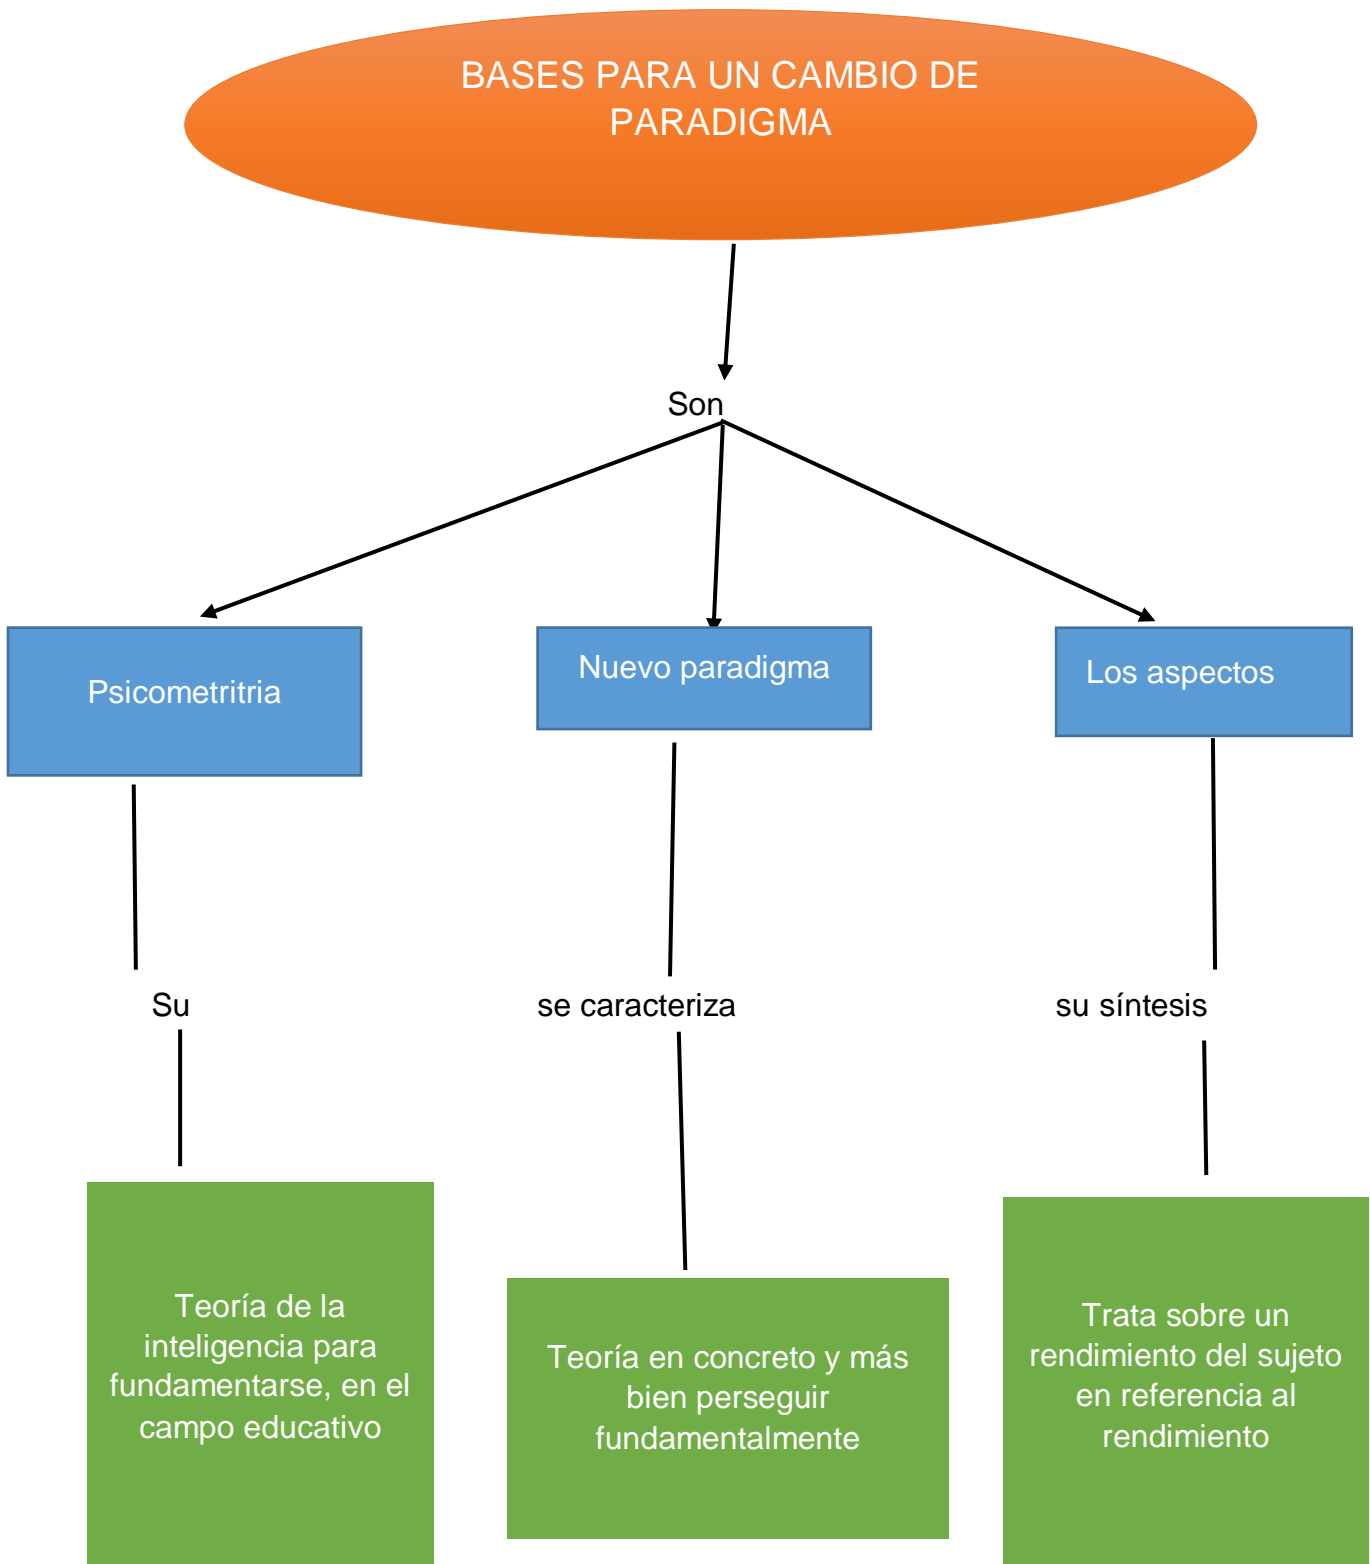 BASES PARA UN CAMBIO DE
PARADIGMA
Son
Psicometritria
Nuevo paradigma
Los aspectos
Su
se caracteriza
su síntesis
Teoría de la
inteligencia para
fundamentarse, en el
campo educativo
Teoría en concreto y más
bien perseguir
fundamentalmente
Trata sobre un
rendimiento del sujeto
en referencia al
rendimiento